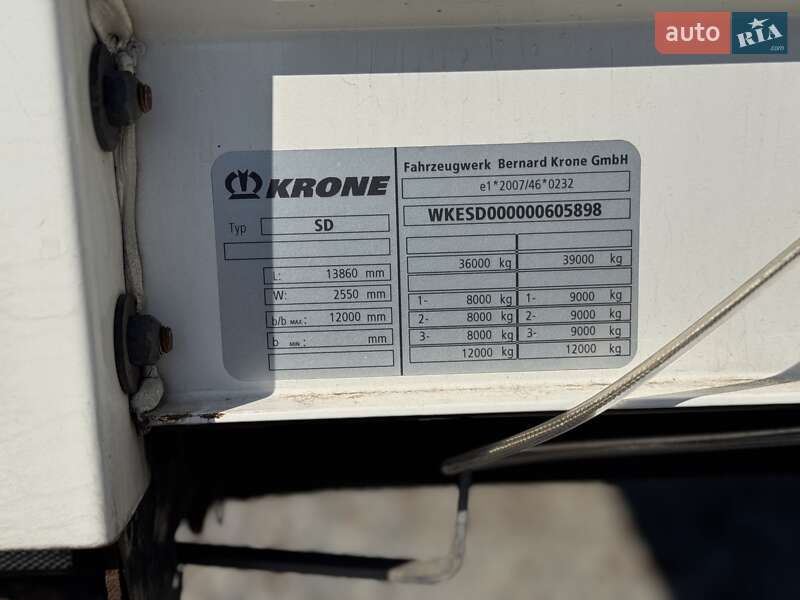 auto RIA.com
KRONE
Typ SD
L: 13860 mm
W: 2550 mm
b/b MAX: 12000 mm
b MIN: mm
Fahrzeugwerk Bernard Krone GmbH
e1*2007/46*0232
WKESD000000605898
36000 kg 39000 kg
1- 8000 kg 1- 9000 kg
2- 8000 kg 2- 9000 kg
3- 8000 kg 3- 9000 kg
12000 kg 12000 kg